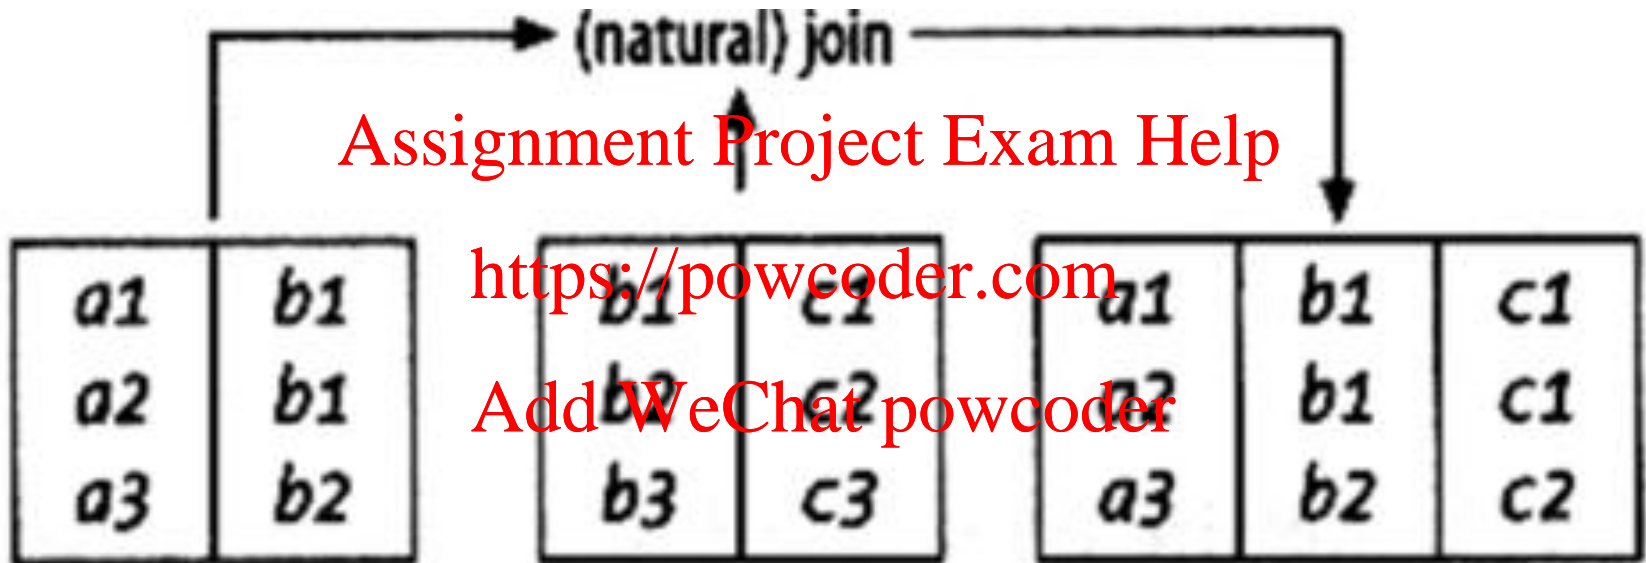 (natural) join
Assignment Project Exam Help
https://powcoder.com
a1 b1 b1 c1 a1 b1 c1
a2 b1 b2 c2 a2 b1 c1
Add WeChat powcoder
a3 b2 b3 c3 a3 b2 c2